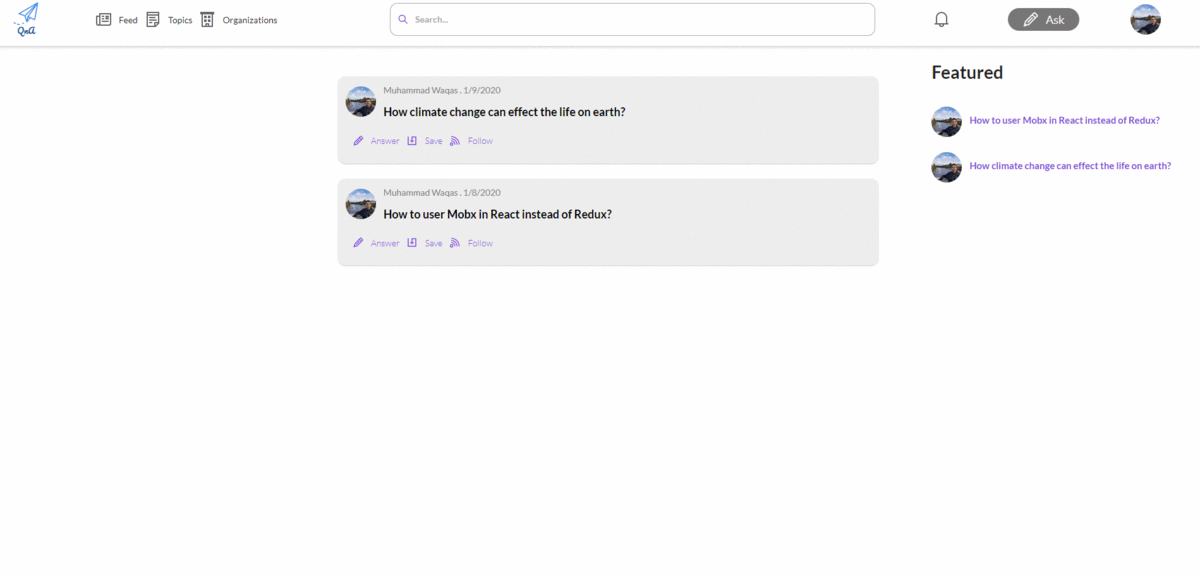 QnA
Feed Topics Organizations
Search...
Ask
Muhammad Waqas . 1/9/2020
How climate change can effect the life on earth?
Answer Save Follow
Muhammad Waqas . 1/8/2020
How to user Mobx in React instead of Redux?
Answer Save Follow
Featured
How to user Mobx in React instead of Redux?
How climate change can effect the life on earth?